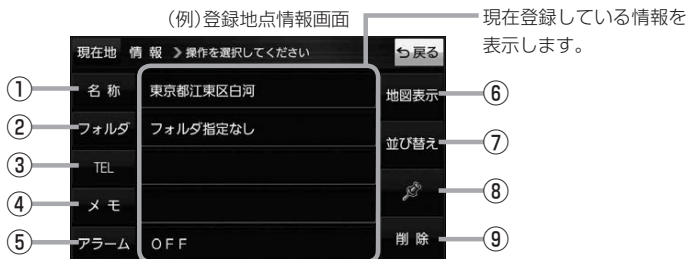 (例)登録地点情報画面
現在登録している情報を
表示します。
現在地 情 報 >操作を選択してください 戻る
① 名 称 東京都江東区白河 地図表示 ⑥
② フォルダ フォルダ指定なし 並び替え ⑦
③ TEL
⑧
④ メ モ
⑤ アラーム OFF 削 除 ⑨